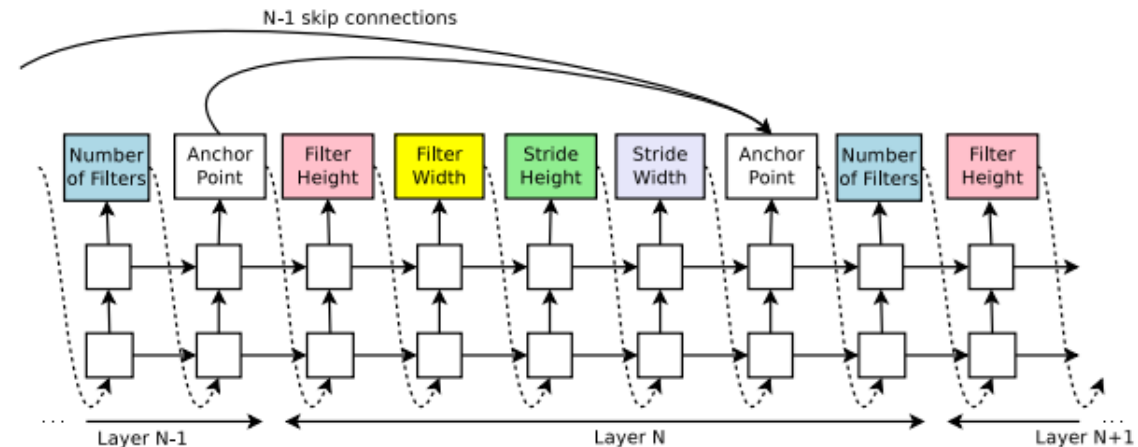 N-1 skip connections
Number
of Filters
Anchor
Point
Filter
Height
Filter
Width
Stride
Height
Stride
Width
Anchor
Point
Number
of Filters
Filter
Height
...
Layer N-1
Layer N
Layer N+1
...